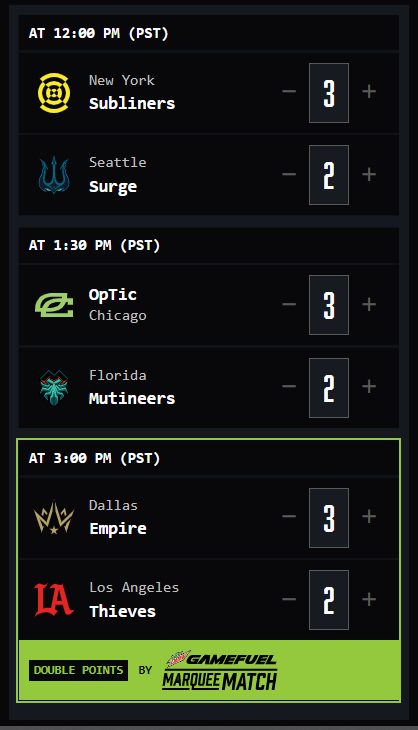 AT 12:00 PM (PST)
New York
Subliners
− 3 +
Seattle
Surge
− 2 +
AT 1:30 PM (PST)
OpTic
Chicago
− 3 +
Florida
Mutineers
− 2 +
AT 3:00 PM (PST)
Dallas
Empire
− 3 +
LA
Los Angeles
Thieves
− 2 +
DOUBLE POINTS BY
GAMEFUEL
MARQUEE MATCH